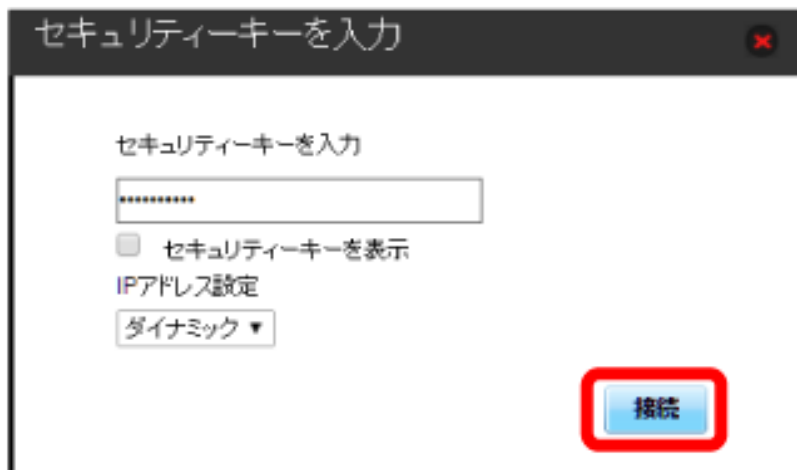 セキュリティーキーを入力
セキュリティーキーを入力
••••••••••
セキュリティーキーを表示
IPアドレス設定
ダイナミック ▼
接続